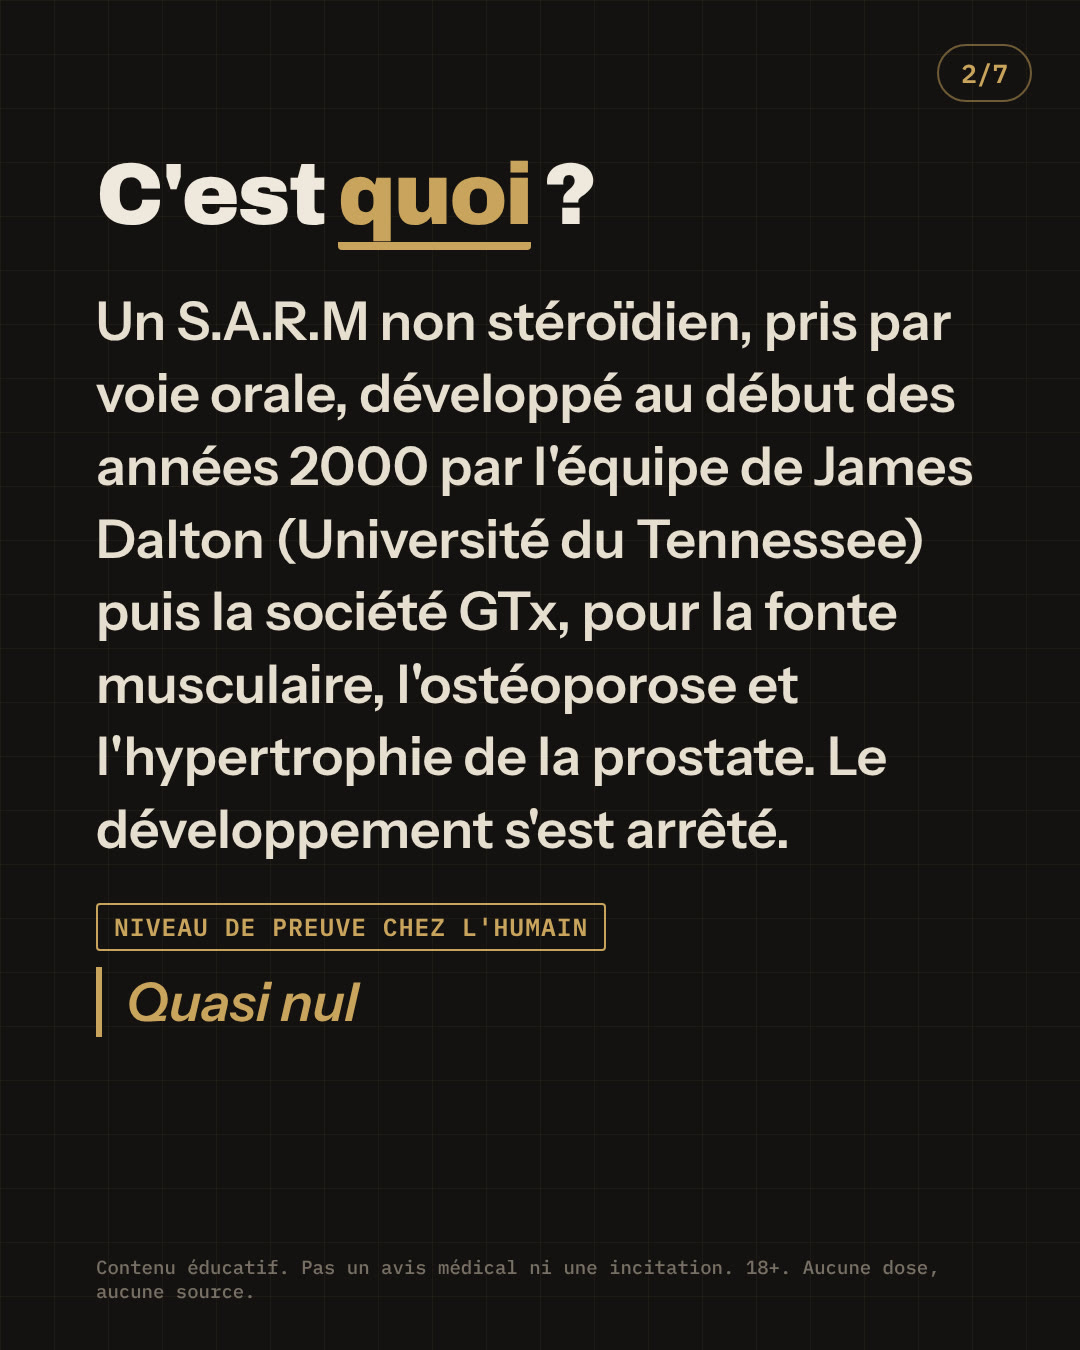 2/7
C'est quoi ?
Un S.A.R.M non stéroïdien, pris par
voie orale, développé au début des
années 2000 par l'équipe de James
Dalton (Université du Tennessee)
puis la société GTx, pour la fonte
musculaire, l'ostéoporose et
l'hypertrophie de la prostate. Le
développement s'est arrêté.
NIVEAU DE PREUVE CHEZ L'HUMAIN
Quasi nul
Contenu éducatif. Pas un avis médical ni une incitation. 18+. Aucune dose,
aucune source.